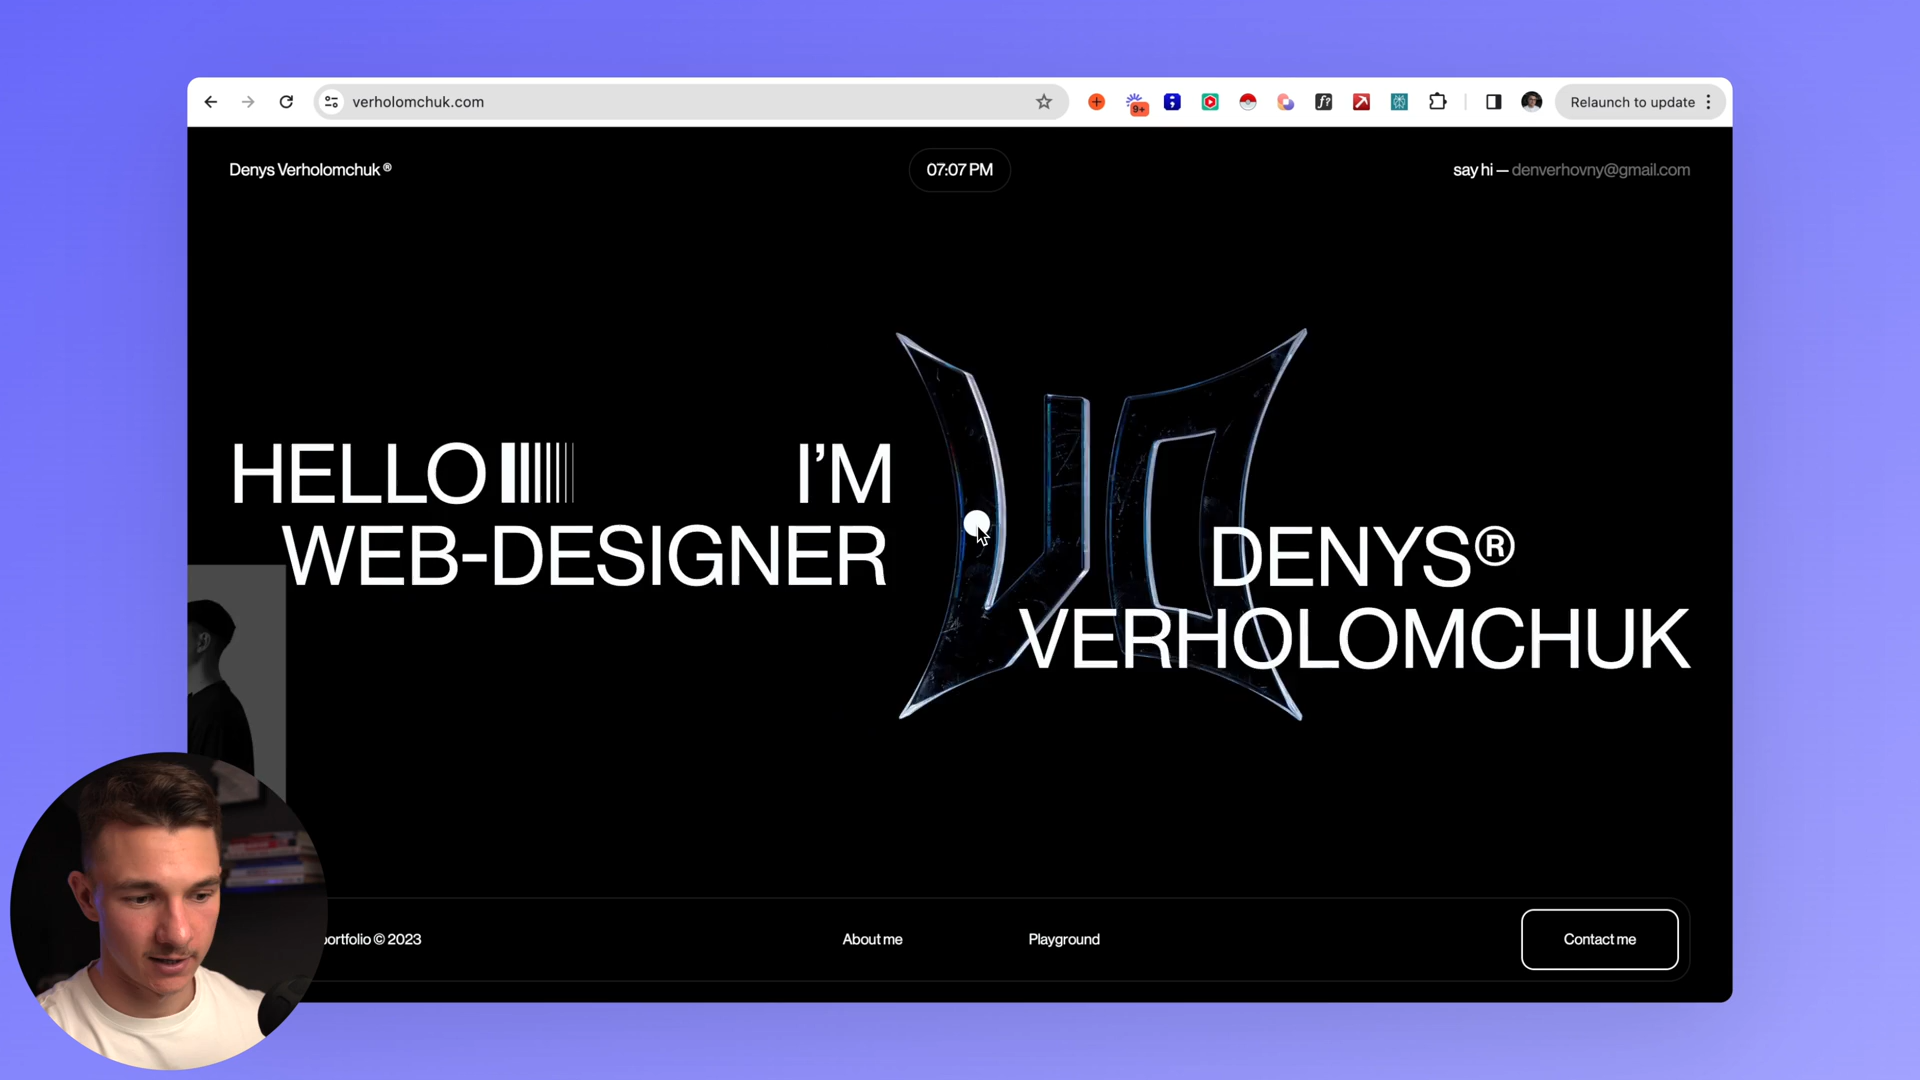 verholomchuk.com
9+
f?
Relaunch to update
Denys Verholomchuk ®
07:07 PM
say hi — denverhovny@gmail.com
HELLO I’M
WEB-DESIGNER DENYS®
VERHOLOMCHUK
portfolio © 2023
About me
Playground
Contact me